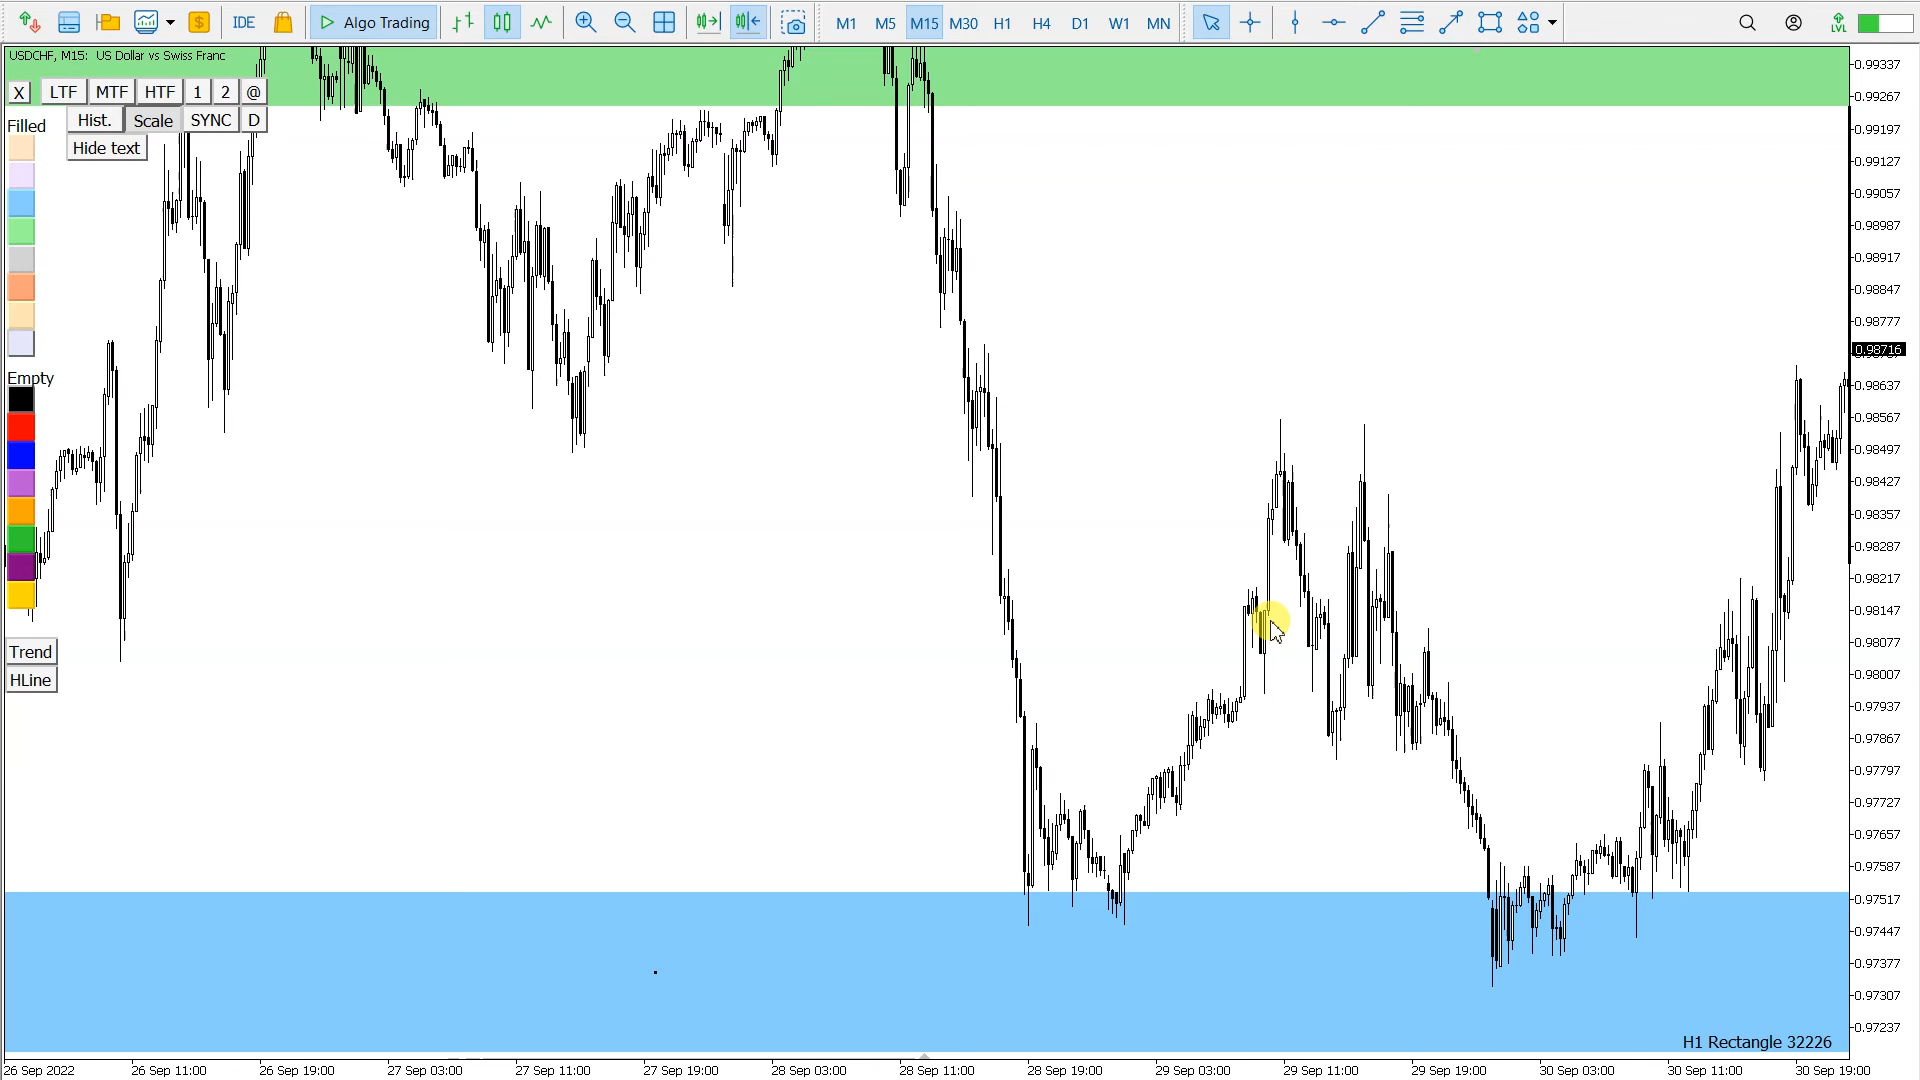 IDE
Algo Trading
M1 M5 M15 M30 H1 H4 D1 W1 MN
LVL
USDCHF, M15: US Dollar vs Swiss Franc
X LTF MTF HTF 1 2 @
Hist. Scale SYNC D
Hide text
Filled
Empty
Trend
HLine
0.99337
0.99267
0.99197
0.99127
0.99057
0.98987
0.98917
0.98847
0.98777
0.98716
0.98637
0.98567
0.98497
0.98427
0.98357
0.98287
0.98217
0.98147
0.98077
0.98007
0.97937
0.97867
0.97797
0.97727
0.97657
0.97587
0.97517
0.97447
0.97377
0.97307
0.97237
H1 Rectangle 32226
26 Sep 2022 26 Sep 11:00 26 Sep 19:00 27 Sep 03:00 27 Sep 11:00 27 Sep 19:00 28 Sep 03:00 28 Sep 11:00 28 Sep 19:00 29 Sep 03:00 29 Sep 11:00 29 Sep 19:00 30 Sep 03:00 30 Sep 11:00 30 Sep 19:00